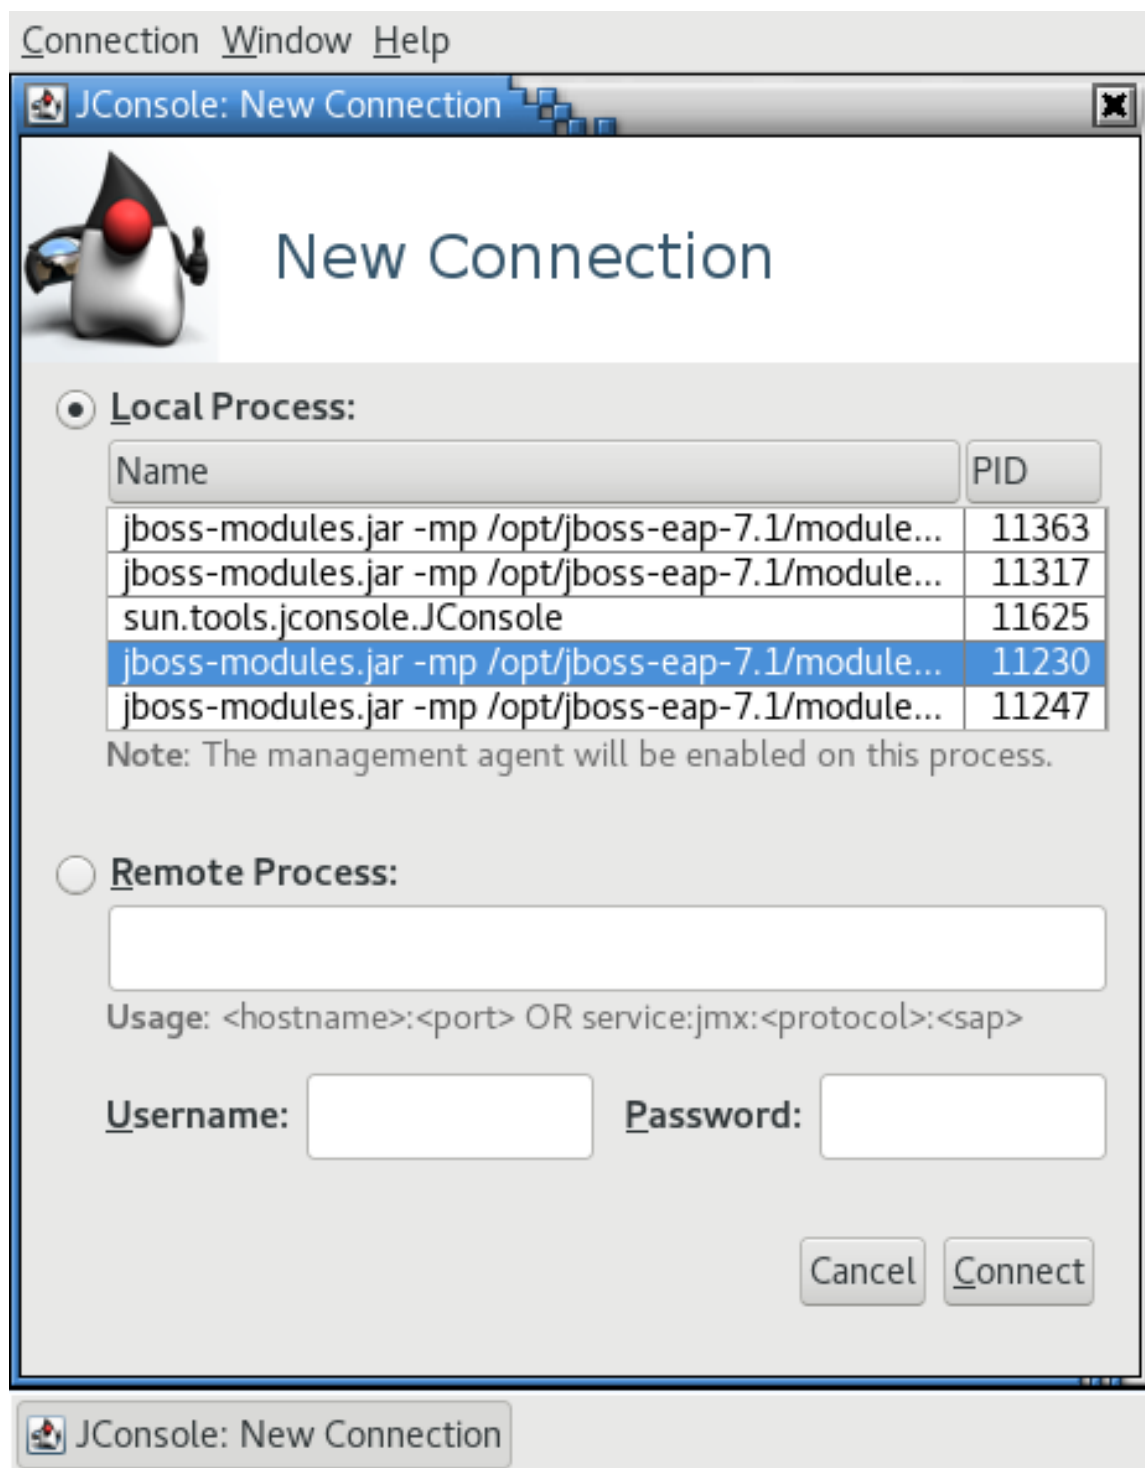 Connection Window Help
JConsole: New Connection
New Connection
Local Process:
Name PID
jboss-modules.jar -mp /opt/jboss-eap-7.1/module... 11363
jboss-modules.jar -mp /opt/jboss-eap-7.1/module... 11317
sun.tools.jconsole.JConsole 11625
jboss-modules.jar -mp /opt/jboss-eap-7.1/module... 11230
jboss-modules.jar -mp /opt/jboss-eap-7.1/module... 11247
Note: The management agent will be enabled on this process.
Remote Process:
Usage: <hostname>:<port> OR service:jmx:<protocol>:<sap>
Username: Password:
Cancel Connect
JConsole: New Connection